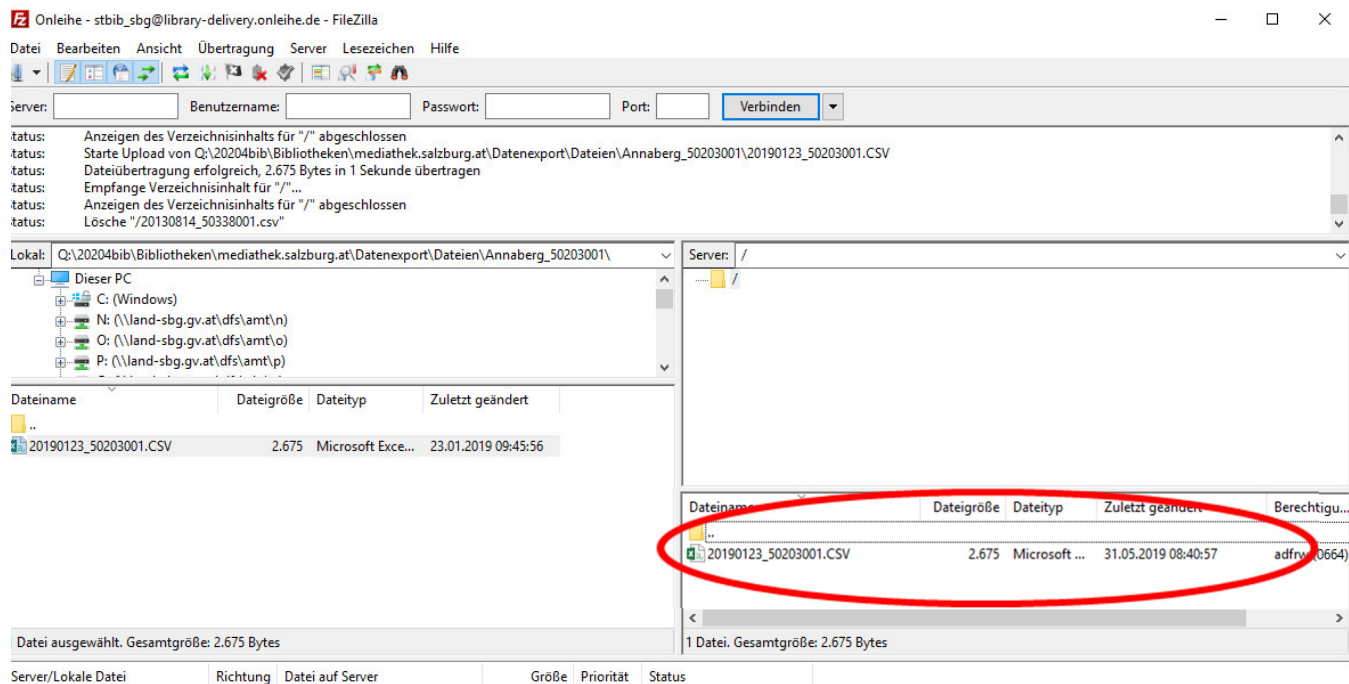 Onleihe - stbib_sbg@library-delivery.onleihe.de - FileZilla
Datei Bearbeiten Ansicht Übertragung Server Lesezeichen Hilfe
Server: Benutzername: Passwort: Port: Verbinden
Status: Anzeigen des Verzeichnisinhalts für "/" abgeschlossen
Status: Starte Upload von Q:\20204bib\Bibliotheken\mediathek.salzburg.at\Datenexport\Dateien\Annaberg_50203001\20190123_50203001.CSV
Status: Dateiübertragung erfolgreich, 2.675 Bytes in 1 Sekunde übertragen
Status: Empfange Verzeichnisinhalt für "/"...
Status: Anzeigen des Verzeichnisinhalts für "/" abgeschlossen
Status: Lösche "/20130814_50338001.csv"
Lokal: Q:\20204bib\Bibliotheken\mediathek.salzburg.at\Datenexport\Dateien\Annaberg_50203001\
Dieser PC
C: (Windows)
N: (\\land-sbg.gv.at\dfs\amt\n)
O: (\\land-sbg.gv.at\dfs\amt\o)
P: (\\land-sbg.gv.at\dfs\amt\p)
Dateiname Dateigröße Dateityp Zuletzt geändert
..
20190123_50203001.CSV 2.675 Microsoft Exce... 23.01.2019 09:45:56
Datei ausgewählt. Gesamtgröße: 2.675 Bytes
Server: /
/
Dateiname Dateigröße Dateityp Zuletzt geändert Berechtigu...
..
20190123_50203001.CSV 2.675 Microsoft ... 31.05.2019 08:40:57 adfrw (0664)
1 Datei. Gesamtgröße: 2.675 Bytes
Server/Lokale Datei Richtung Datei auf Server Größe Priorität Status